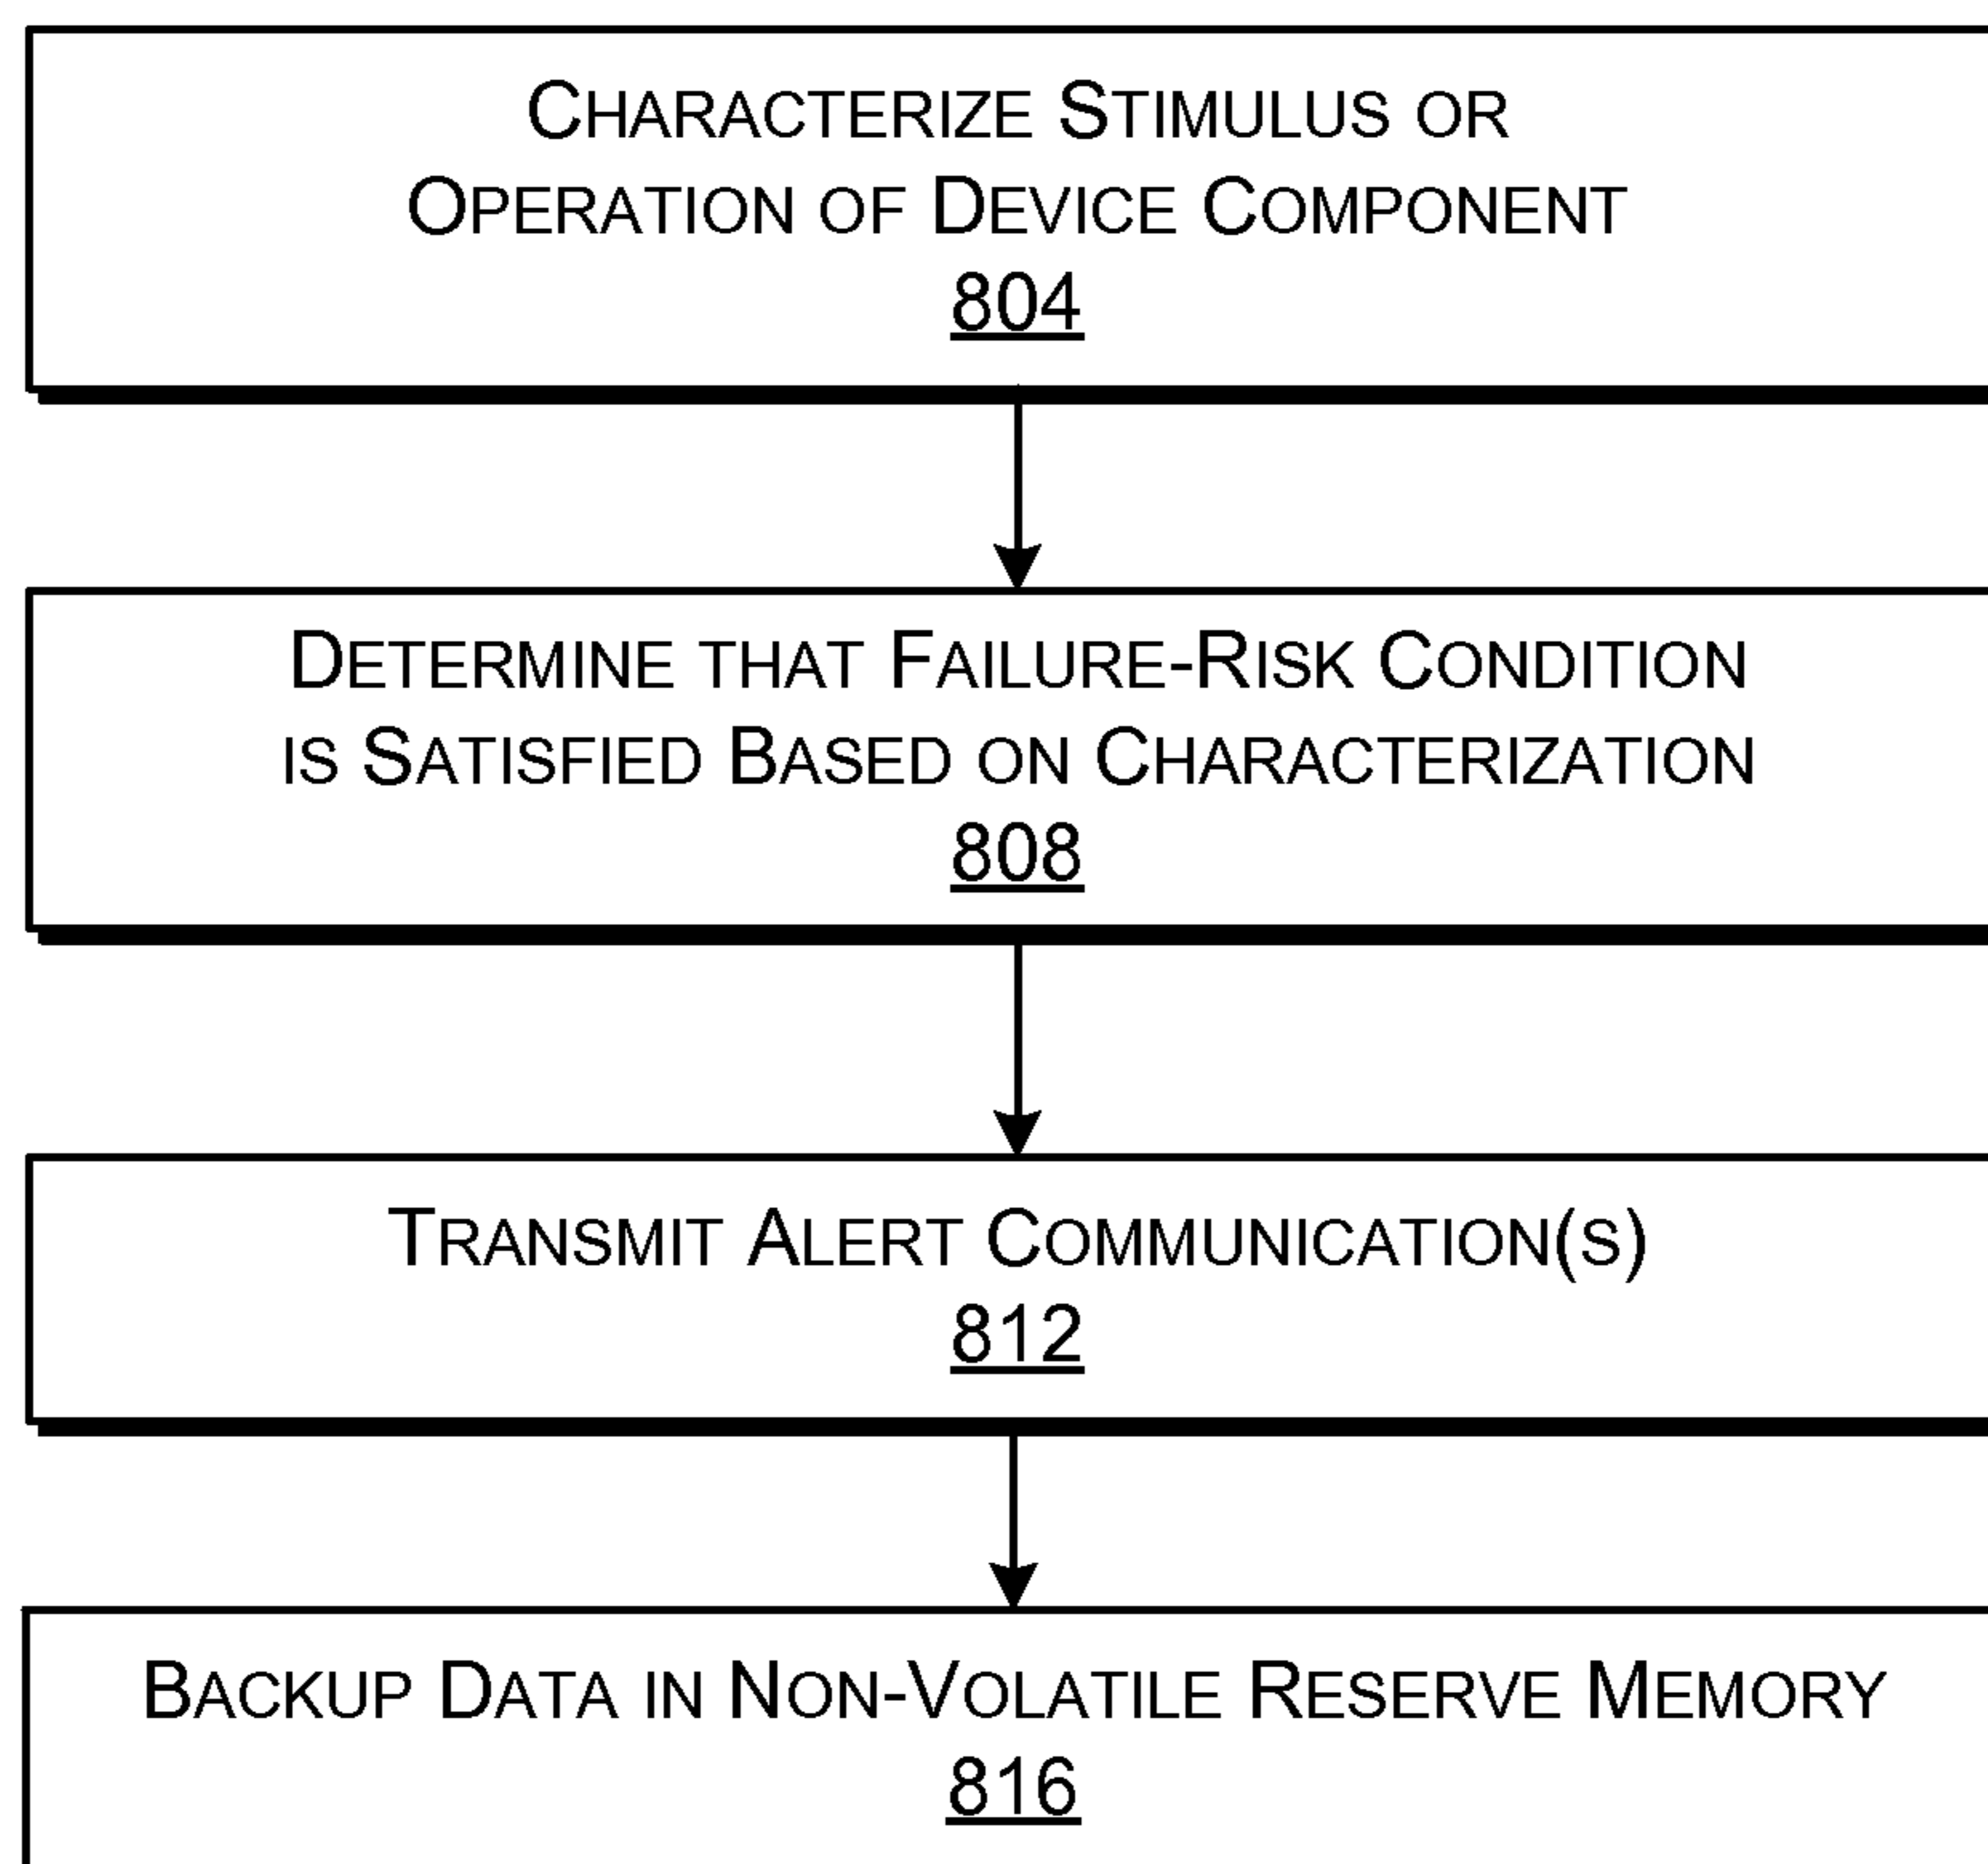 CHARACTERIZE STIMULUS OR
OPERATION OF DEVICE COMPONENT
804
DETERMINE THAT FAILURE-RISK CONDITION
IS SATISFIED BASED ON CHARACTERIZATION
808
TRANSMIT ALERT COMMUNICATION(S)
812
BACKUP DATA IN NON-VOLATILE RESERVE MEMORY
816